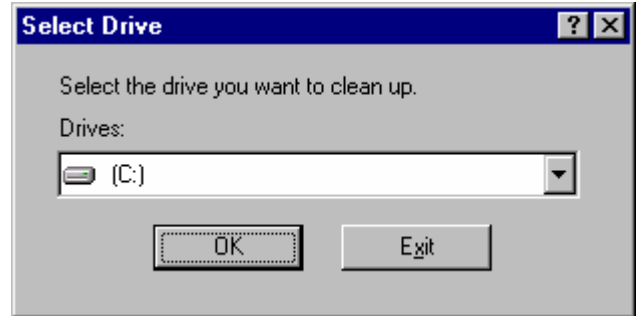 Select Drive
Select the drive you want to clean up.
Drives:
(C:)
OK Exit